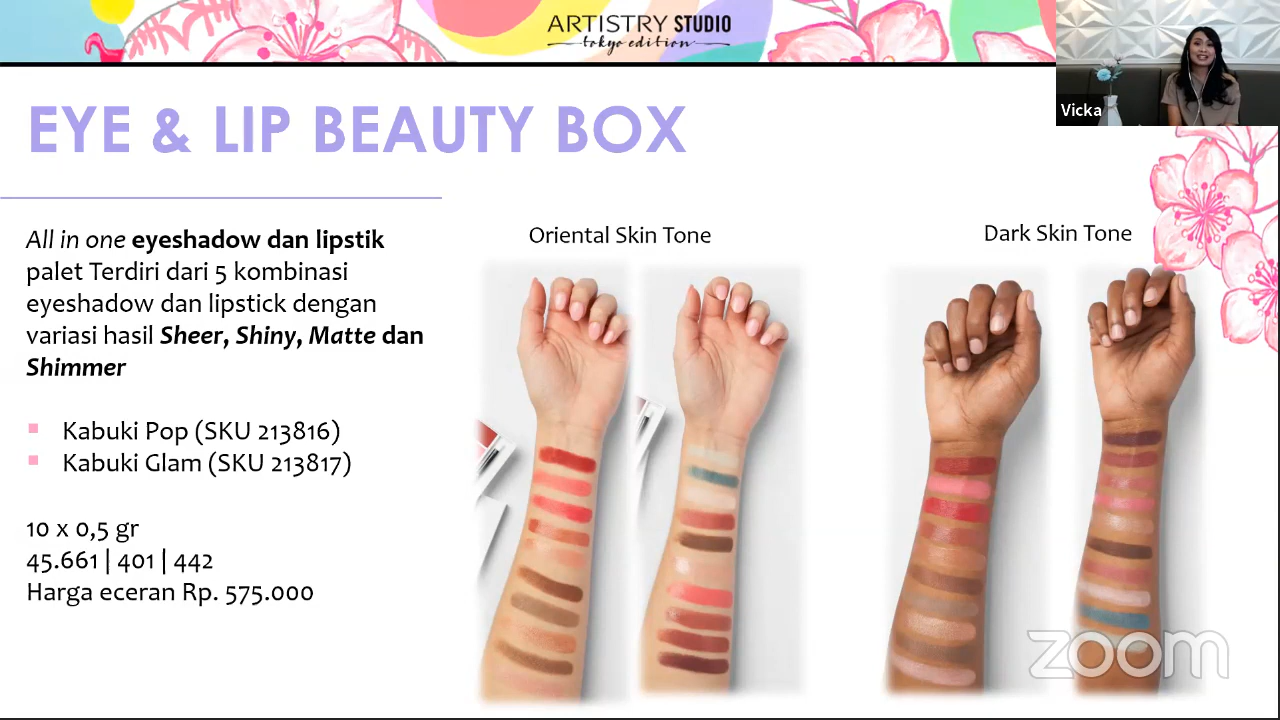 ARTISTRY STUDIO
tokyo edition
Vicka
EYE & LIP BEAUTY BOX
All in one eyeshadow dan lipstik
palet Terdiri dari 5 kombinasi
eyeshadow dan lipstick dengan
variasi hasil Sheer, Shiny, Matte dan
Shimmer
Kabuki Pop (SKU 213816)
Kabuki Glam (SKU 213817)
10 x 0,5 gr
45.661 | 401 | 442
Harga eceran Rp. 575.000
Oriental Skin Tone
Dark Skin Tone
zoom